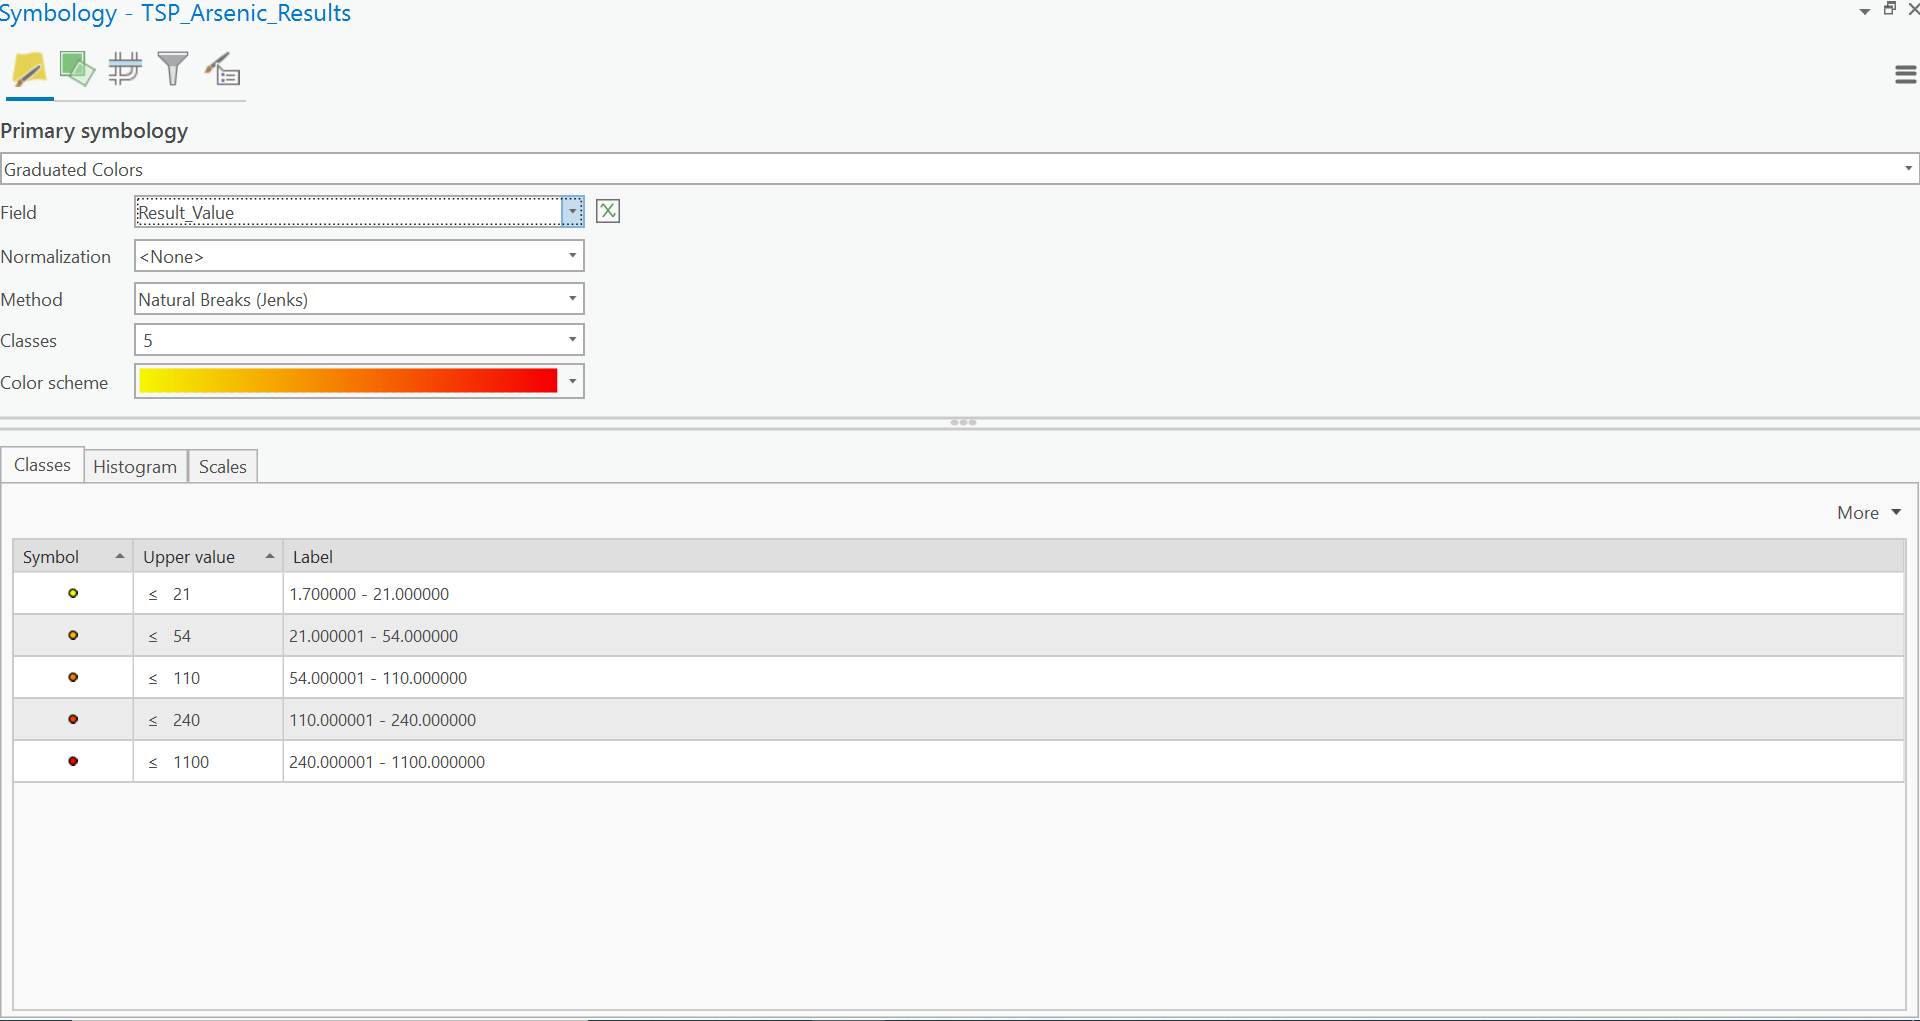 Symbology - TSP_Arsenic_Results
Primary symbology
Graduated Colors
Field Result_Value
Normalization <None>
Method Natural Breaks (Jenks)
Classes 5
Color scheme
Classes Histogram Scales
More
Symbol Upper value Label
≤ 21 1.700000 - 21.000000
≤ 54 21.000001 - 54.000000
≤ 110 54.000001 - 110.000000
≤ 240 110.000001 - 240.000000
≤ 1100 240.000001 - 1100.000000